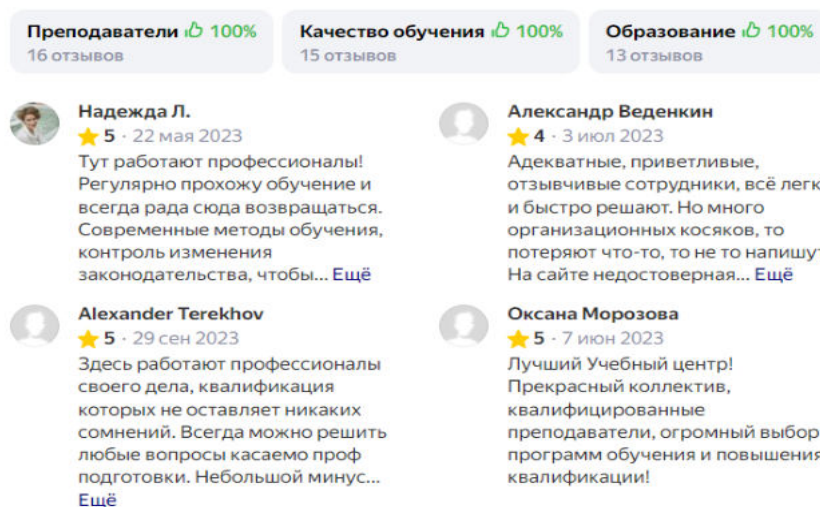 Преподаватели 100%
16 отзывов
Качество обучения 100%
15 отзывов
Образование 100%
13 отзывов
Надежда Л.
5 · 22 мая 2023
Тут работают профессионалы!
Регулярно прохожу обучение и
всегда рада сюда возвращаться.
Современные методы обучения,
контроль изменения
законодательства, чтобы... Ещё
Александр Веденкин
4 · 3 июл 2023
Адекватные, приветливые,
отзывчивые сотрудники, всё легк
и быстро решают. Но много
организационных косяков, то
потеряют что-то, то не то напишут
На сайте недостоверная... Ещё
Alexander Terekhov
5 · 29 сен 2023
Здесь работают профессионалы
своего дела, квалификация
которых не оставляет никаких
сомнений. Всегда можно решить
любые вопросы касаемо проф
подготовки. Небольшой минус...
Ещё
Оксана Морозова
5 · 7 июн 2023
Лучший Учебный центр!
Прекрасный коллектив,
квалифицированные
преподаватели, огромный выбор
программ обучения и повышения
квалификации!